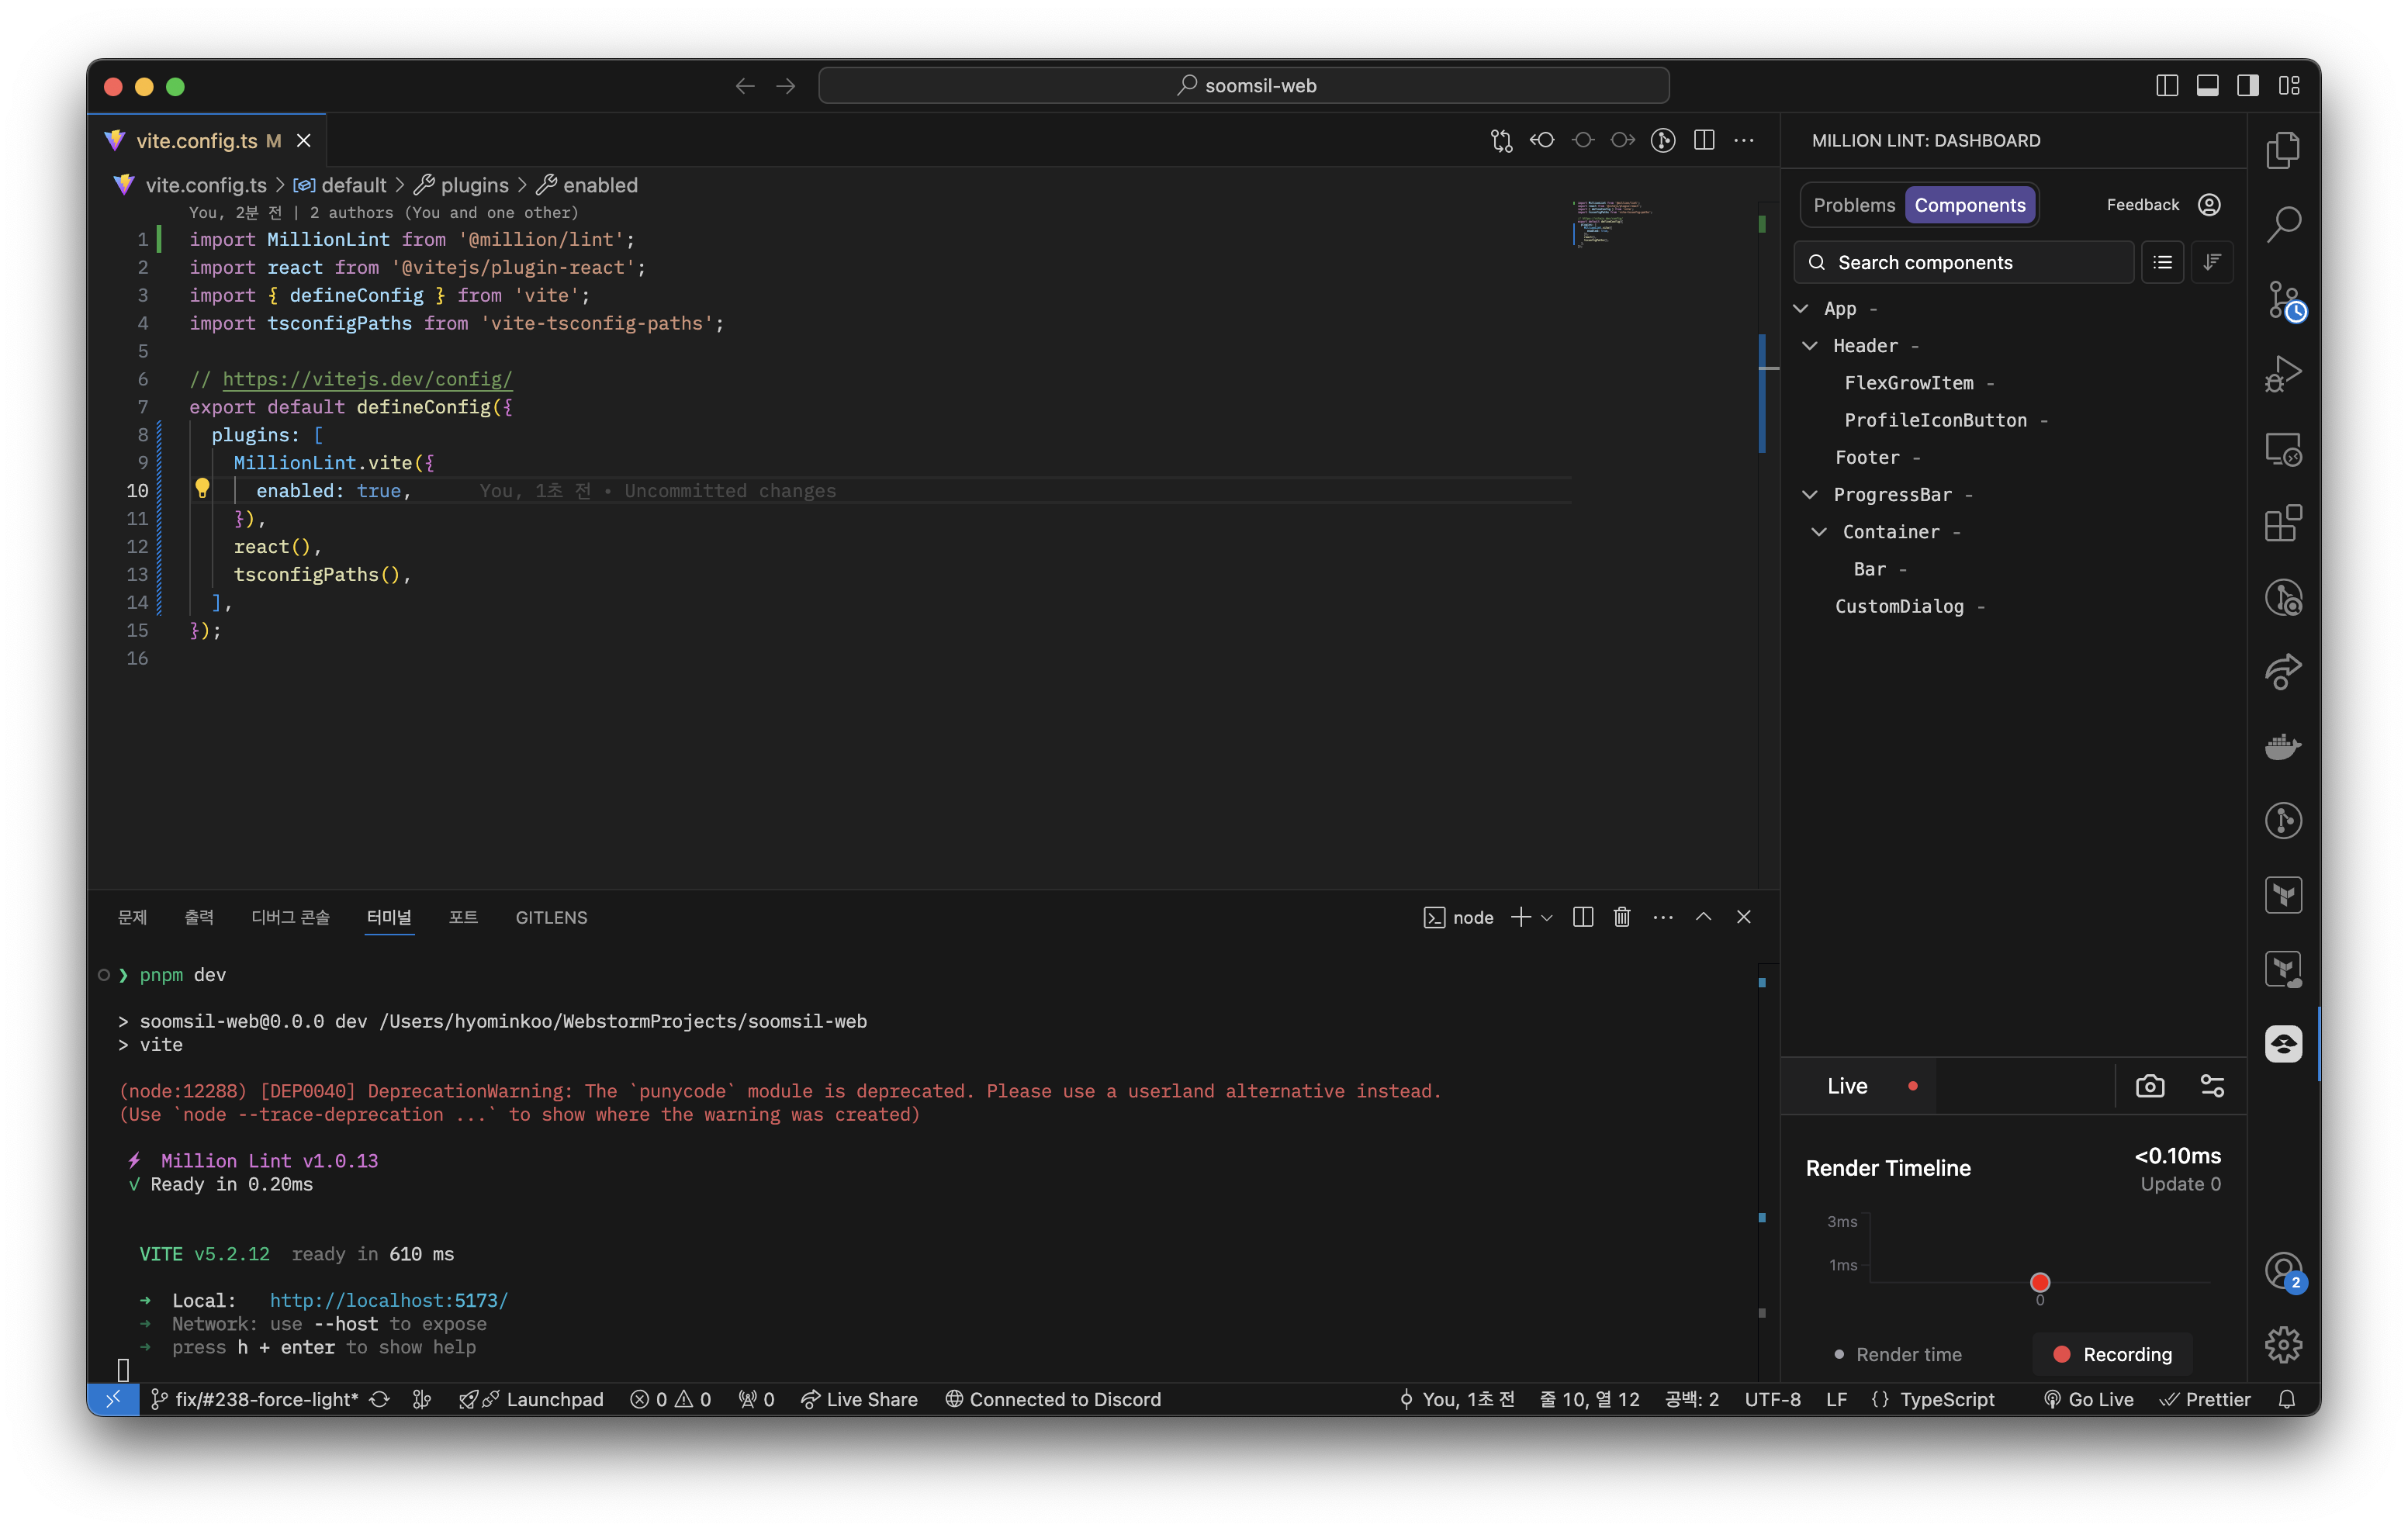 soomsil-web
vite.config.ts M
vite.config.ts > default > plugins > enabled
You, 2분 전 | 2 authors (You and one other)
1 import MillionLint from '@million/lint';
2 import react from '@vitejs/plugin-react';
3 import { defineConfig } from 'vite';
4 import tsconfigPaths from 'vite-tsconfig-paths';
5
6 // https://vitejs.dev/config/
7 export default defineConfig({
8 plugins: [
9 MillionLint.vite({
10 enabled: true, You, 1초 전 • Uncommitted changes
11 }),
12 react(),
13 tsconfigPaths(),
14 ],
15 });
16
문제 출력 디버그 콘솔 터미널 포트 GITLENS
node
❯ pnpm dev
> soomsil-web@0.0.0 dev /Users/hyominkoo/WebstormProjects/soomsil-web
> vite
(node:12288) [DEP0040] DeprecationWarning: The `punycode` module is deprecated. Please use a userland alternative instead.
(Use `node --trace-deprecation ...` to show where the warning was created)
⚡ Million Lint v1.0.13
√ Ready in 0.20ms
VITE v5.2.12 ready in 610 ms
➜ Local: http://localhost:5173/
➜ Network: use --host to expose
➜ press h + enter to show help
MILLION LINT: DASHBOARD
Problems Components Feedback
Search components
App -
Header -
FlexGrowItem -
ProfileIconButton -
Footer -
ProgressBar -
Container -
Bar -
CustomDialog -
Live
Render Timeline <0.10ms
Update 0
3ms
1ms
0
Render time Recording
2
fix/#238-force-light* Launchpad 0 0 0 Live Share Connected to Discord You, 1초 전 줄 10, 열 12 공백: 2 UTF-8 LF {} TypeScript Go Live Prettier